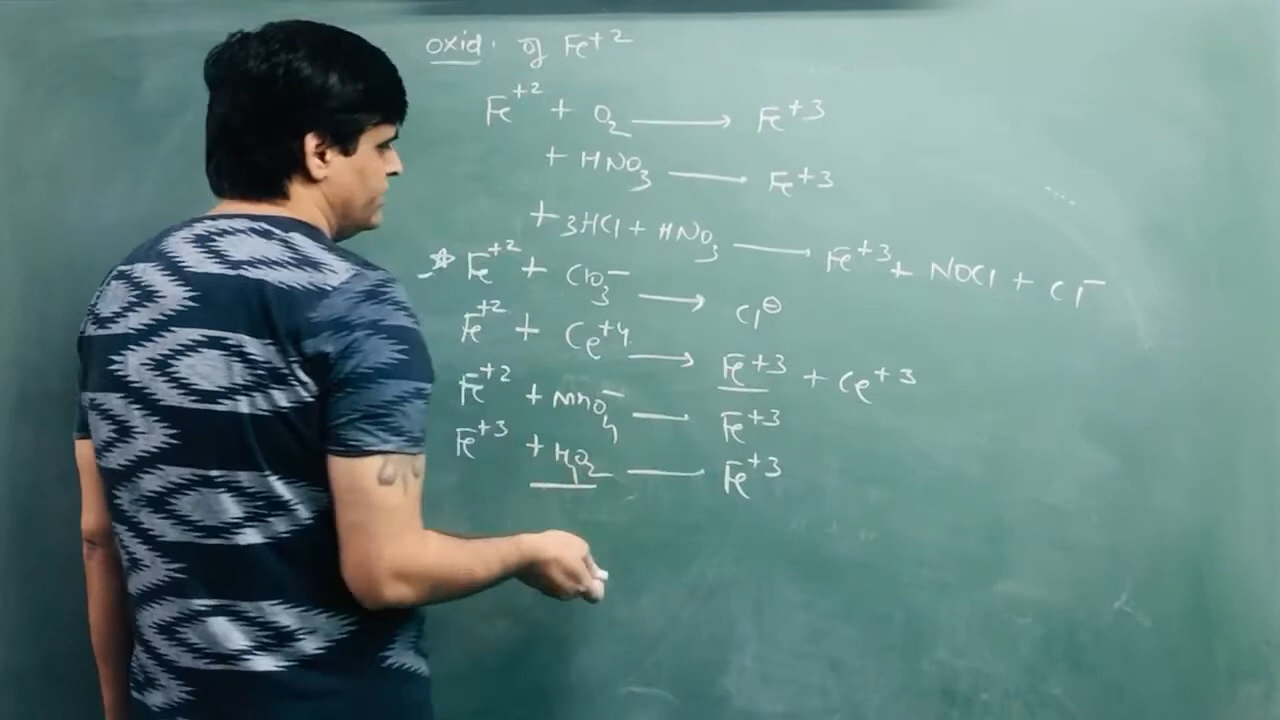 oxid. of Fe+2
Fe+2 + O2 ⟶ Fe+3
+ HNO3 ⟶ Fe+3
+ 3HCl + HNO3 ⟶ Fe+3 + NOCl + Cl-
Fe+2 + ClO3- ⟶ Cl⊖
Fe+2 + Ce+4 ⟶ Fe+3 + Ce+3
Fe+2 + MnO4- — Fe+3
Fe+3 + H2O2 — Fe+3